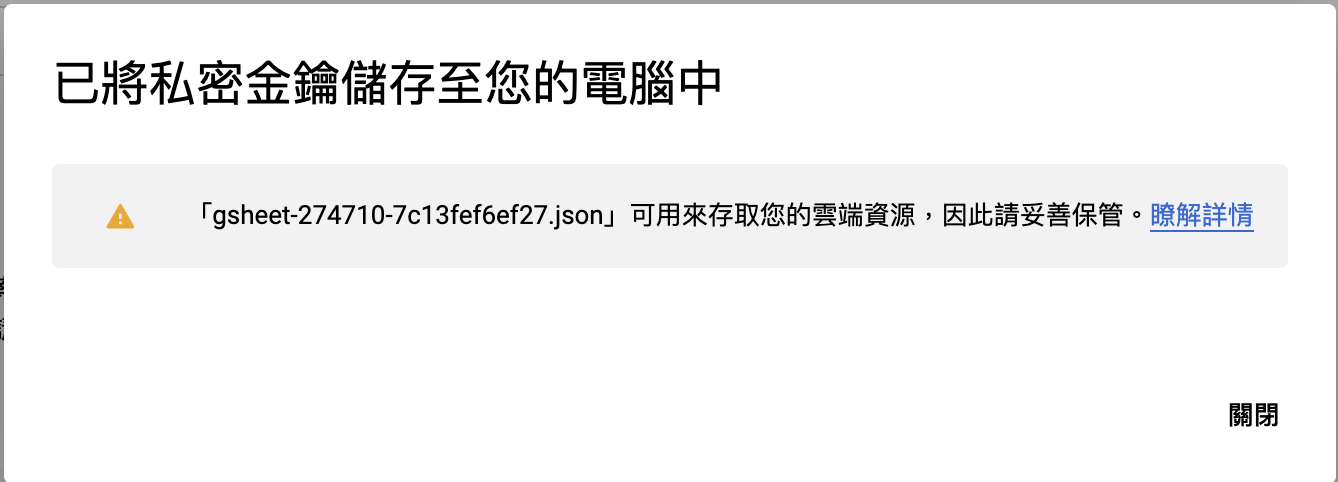 已將私密金鑰儲存至您的電腦中
「gsheet-274710-7c13fef6ef27.json」可用來存取您的雲端資源，因此請妥善保管。瞭解詳情
關閉